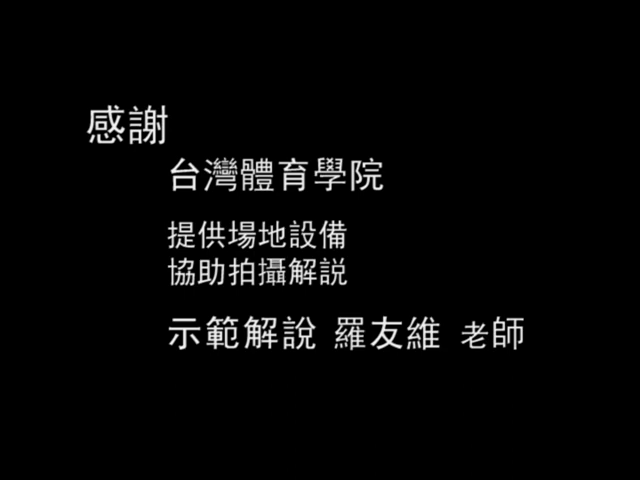 感謝
台灣體育學院
提供場地設備
協助拍攝解說
示範解說 羅友維 老師